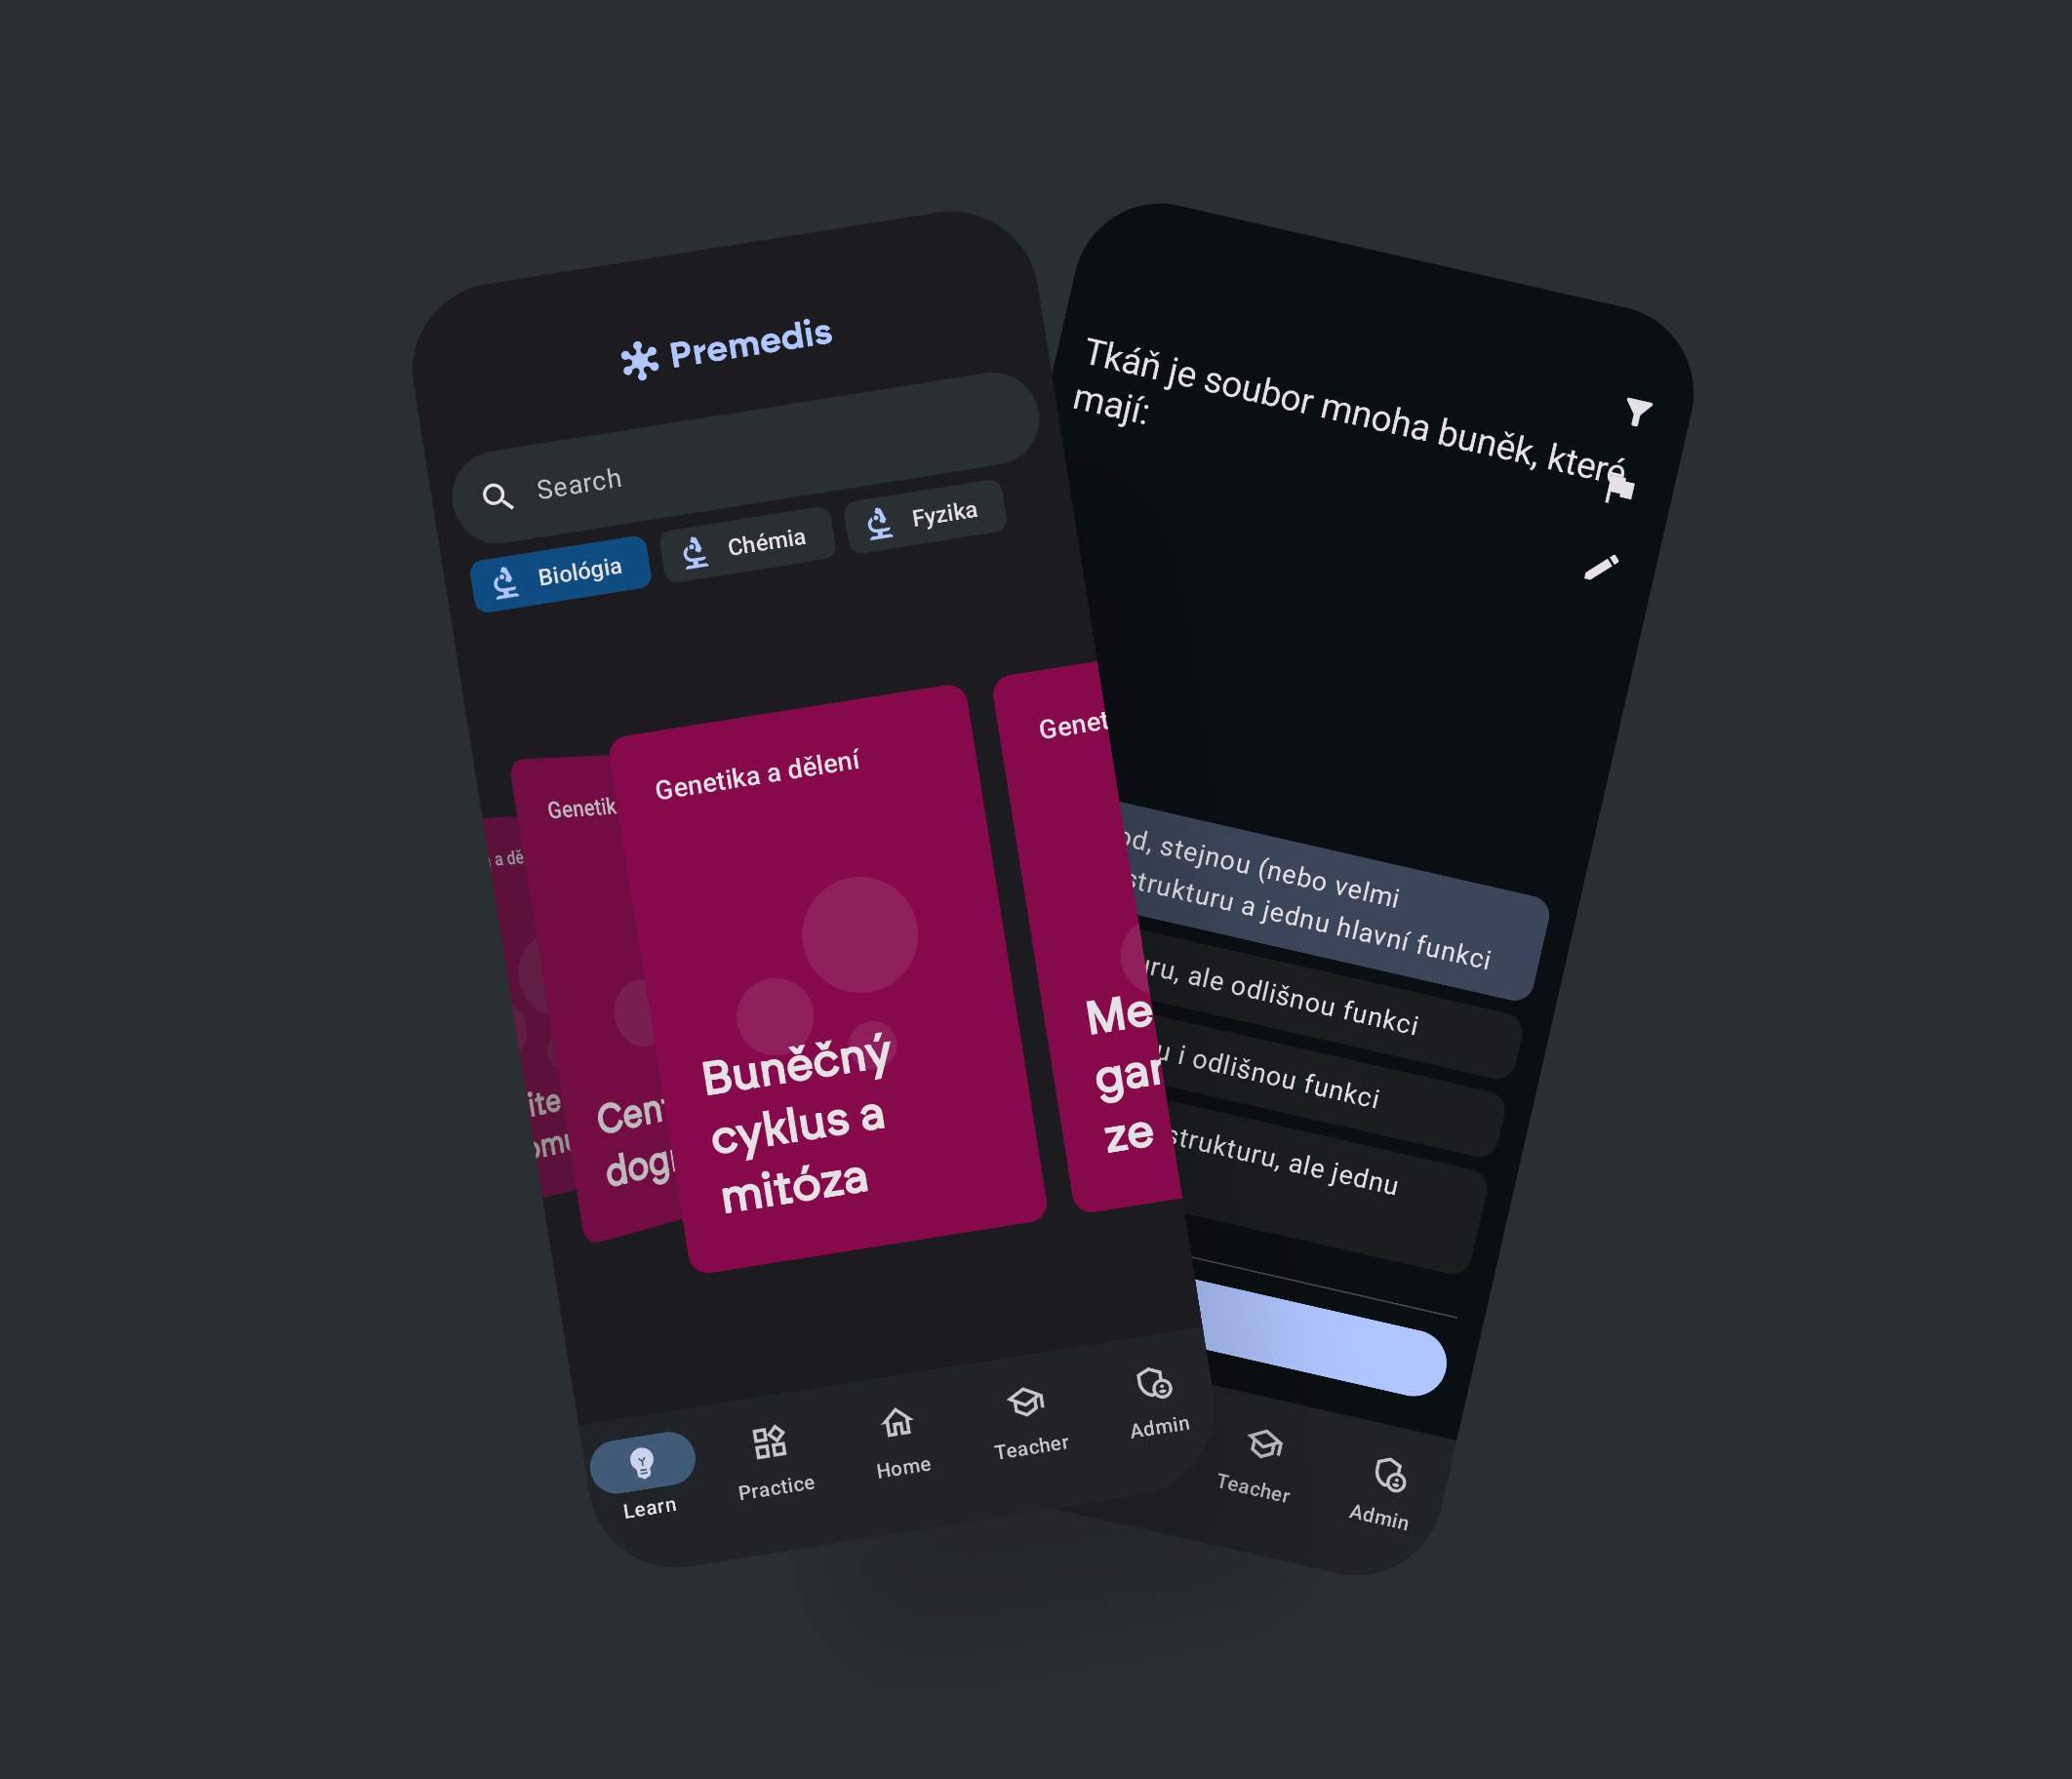 Premedis
Search
Biológia
Chémia
Fyzika
Genetika a dělení
Buněčný
cyklus a
mitóza
a dě
Genetik
Genet
Me
gar
ze
Cen
dog
ite
Learn
Practice
Home
Teacher
Admin
Tkáň je soubor mnoha buněk, které
mají:
od, stejnou (nebo velmi
strukturu a jednu hlavní funkci
uru, ale odlišnou funkci
u i odlišnou funkci
strukturu, ale jednu
Teacher
Admin